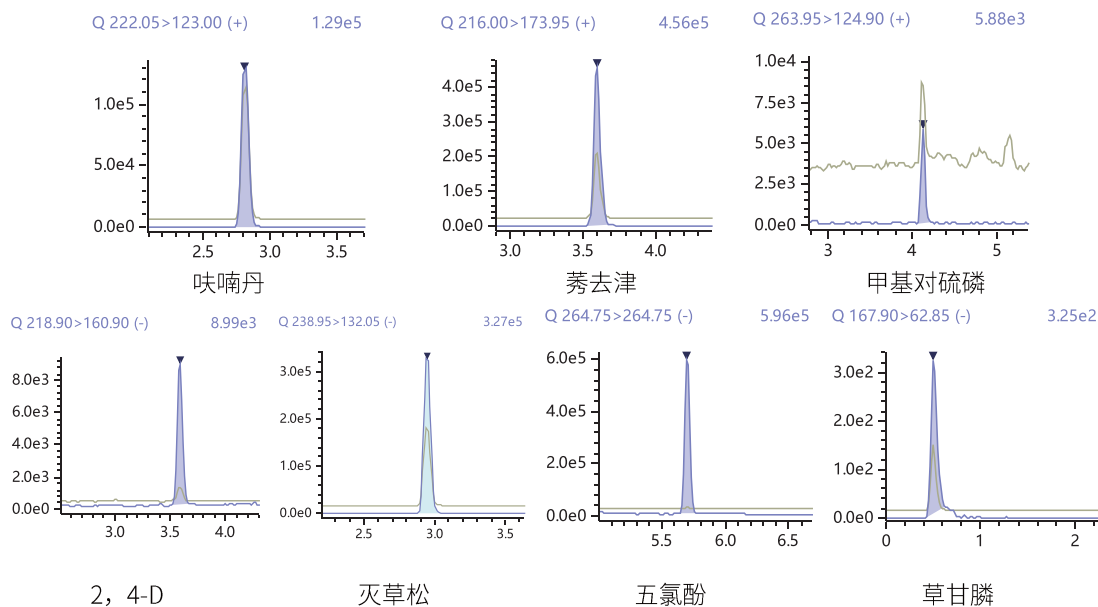 Q 222.05>123.00 (+) 1.29e5
1.0e5
5.0e4
0.0e0
2.5 3.0 3.5
呋喃丹
Q 216.00>173.95 (+) 4.56e5
4.0e5
3.0e5
2.0e5
1.0e5
0.0e0
3.0 3.5 4.0
莠去津
Q 263.95>124.90 (+) 5.88e3
1.0e4
7.5e3
5.0e3
2.5e3
0.0e0
3 4 5
甲基对硫磷
Q 218.90>160.90 (-) 8.99e3
8.0e3
6.0e3
4.0e3
2.0e3
0.0e0
3.0 3.5 4.0
2，4-D
Q 238.95>132.05 (-) 3.27e5
3.0e5
2.0e5
1.0e5
0.0e0
2.5 3.0 3.5
灭草松
Q 264.75>264.75 (-) 5.96e5
6.0e5
4.0e5
2.0e5
0.0e0
5.5 6.0 6.5
五氯酚
Q 167.90>62.85 (-) 3.25e2
3.0e2
2.0e2
1.0e2
0.0e0
0 1 2
草甘膦